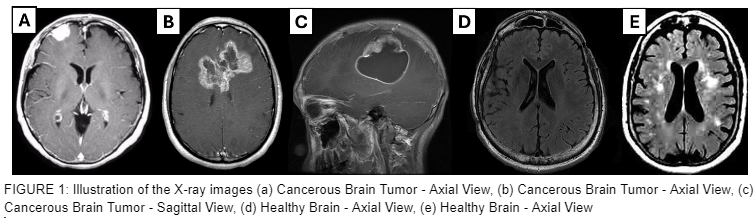 A B C D E
FIGURE 1: Illustration of the X-ray images (a) Cancerous Brain Tumor - Axial View, (b) Cancerous Brain Tumor - Axial View, (c)
Cancerous Brain Tumor - Sagittal View, (d) Healthy Brain - Axial View, (e) Healthy Brain - Axial View